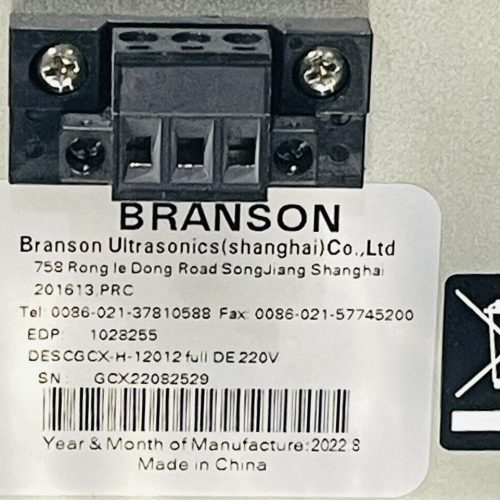 BRANSON
Branson Ultrasonics(shanghai)Co.,Ltd
758 Rong le Dong Road SongJiang Shanghai
201613,PRC
Tel: 0086-021-37810588 Fax: 0086-021-57745200
EDP: 1028255
DESCGCX-H-12012 full DE 220V
SN: GCX22082529
Year & Month of Manufacture:2022.8
Made in China